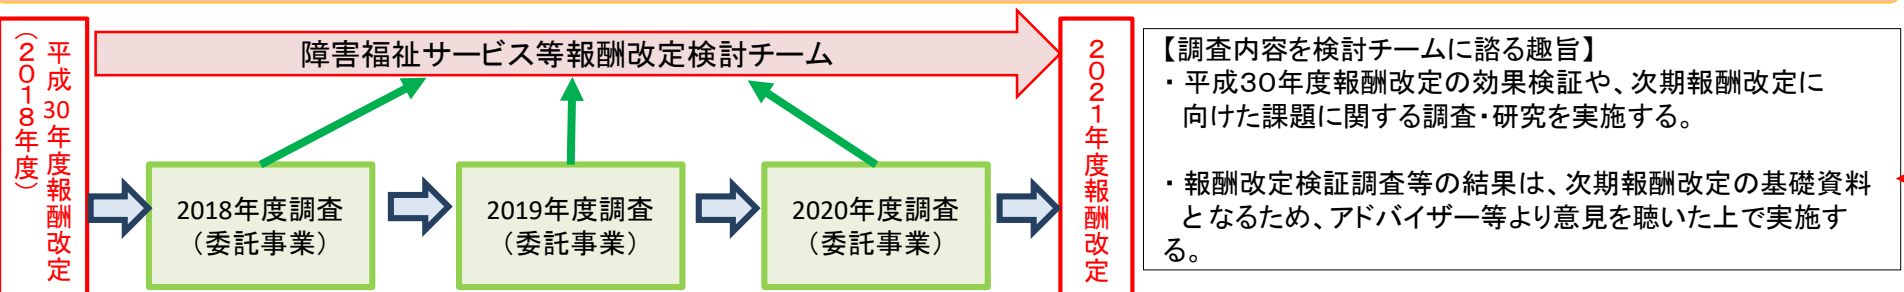 平成30年度報酬改定
（2018年度）
障害福祉サービス等報酬改定検討チーム
2018年度調査
（委託事業）
2019年度調査
（委託事業）
2020年度調査
（委託事業）
2021年度報酬改定
【調査内容を検討チームに諮る趣旨】
・ 平成３０年度報酬改定の効果検証や、次期報酬改定に
向けた課題に関する調査・研究を実施する。
・ 報酬改定検証調査等の結果は、次期報酬改定の基礎資料
となるため、アドバイザー等より意見を聴いた上で実施す
る。